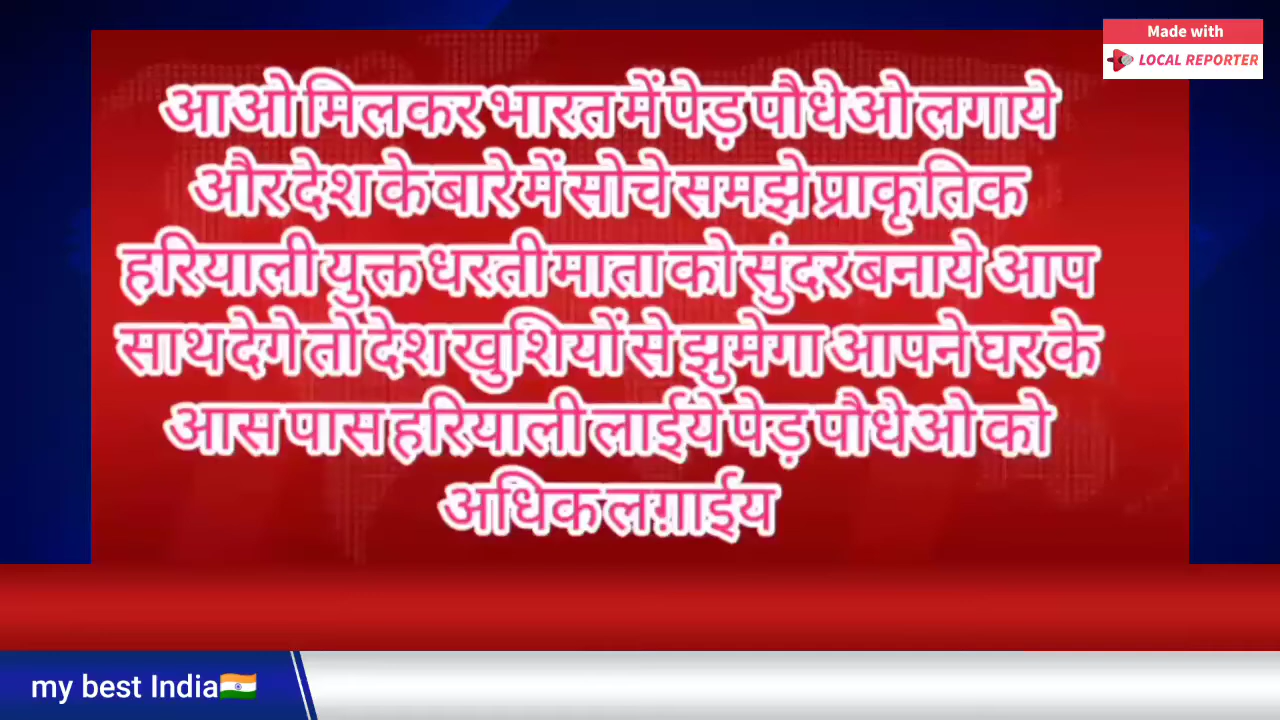 Made with
LOCAL REPORTER
आओ मिलकर भारत में पेड़ पौधेओ लगाये
और देश के बारे में सोचे समझे प्राकृतिक
हरियाली युक्त धरती माता को सुंदर बनाये आप
साथ देगे तो देश खुशियों से झुमेगा आपने घर के
आस पास हरियाली लाईये पेड़ पौधेओ को
अधिक लग़ाईय
my best India🇮🇳